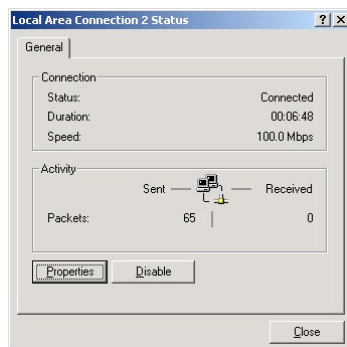 Local Area Connection 2 Status
General
Connection
Status: Connected
Duration: 00:06:48
Speed: 100.0 Mbps
Activity
Sent Received
Packets: 65 0
Properties Disable
Close